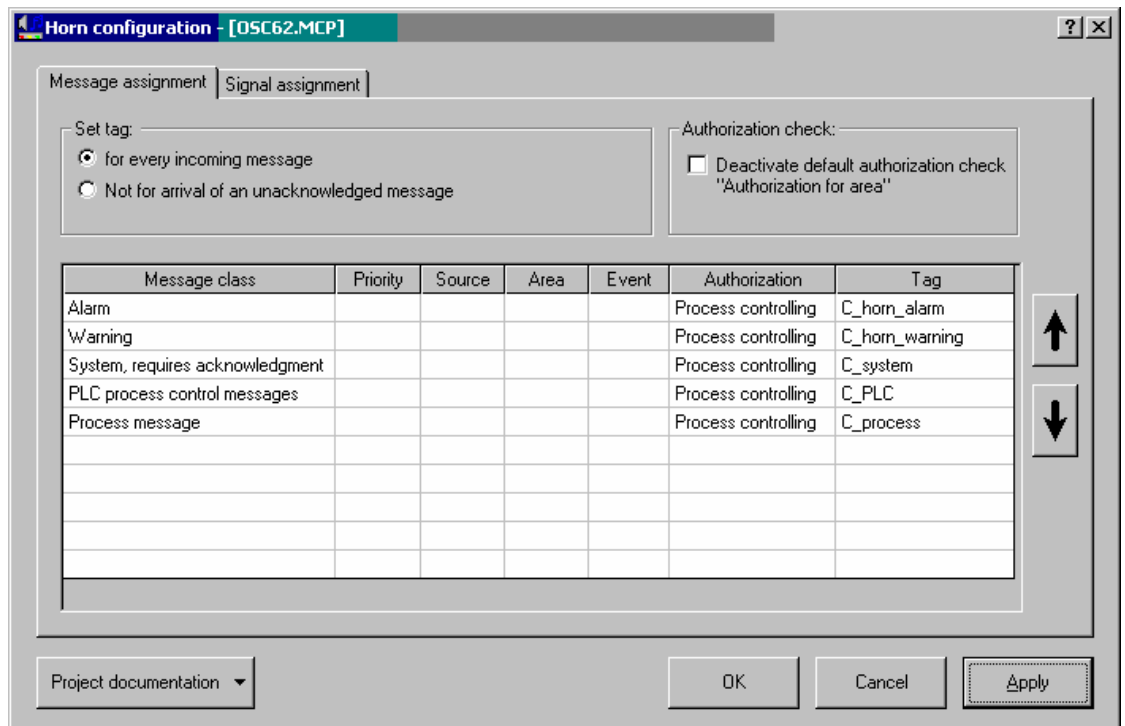 Horn configuration - [OSC62.MCP]
Message assignment
Signal assignment
Set tag:
for every incoming message
Not for arrival of an unacknowledged message
Authorization check:
Deactivate default authorization check
"Authorization for area"
Message class Priority Source Area Event Authorization Tag
Alarm Process controlling C_horn_alarm
Warning Process controlling C_horn_warning
System, requires acknowledgment Process controlling C_system
PLC process control messages Process controlling C_PLC
Process message Process controlling C_process
Project documentation
OK
Cancel
Apply